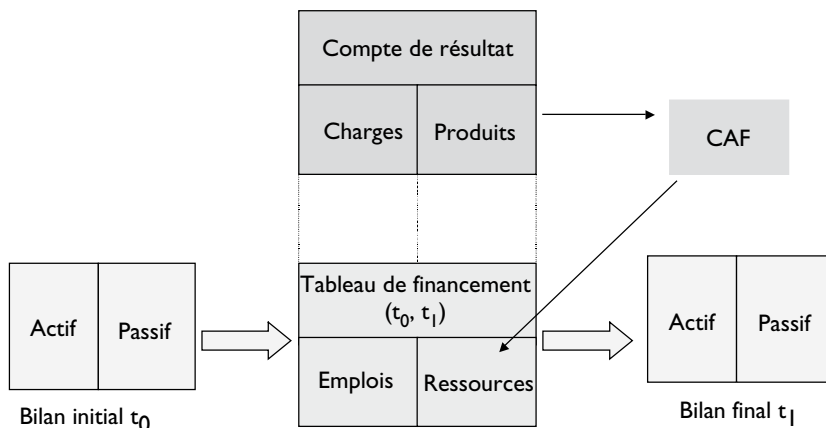 Compte de résultat
Charges
Produits
CAF
Tableau de financement
(t0, t1)
Actif
Passif
Emplois
Ressources
Actif
Passif
Bilan initial t0
Bilan final t1